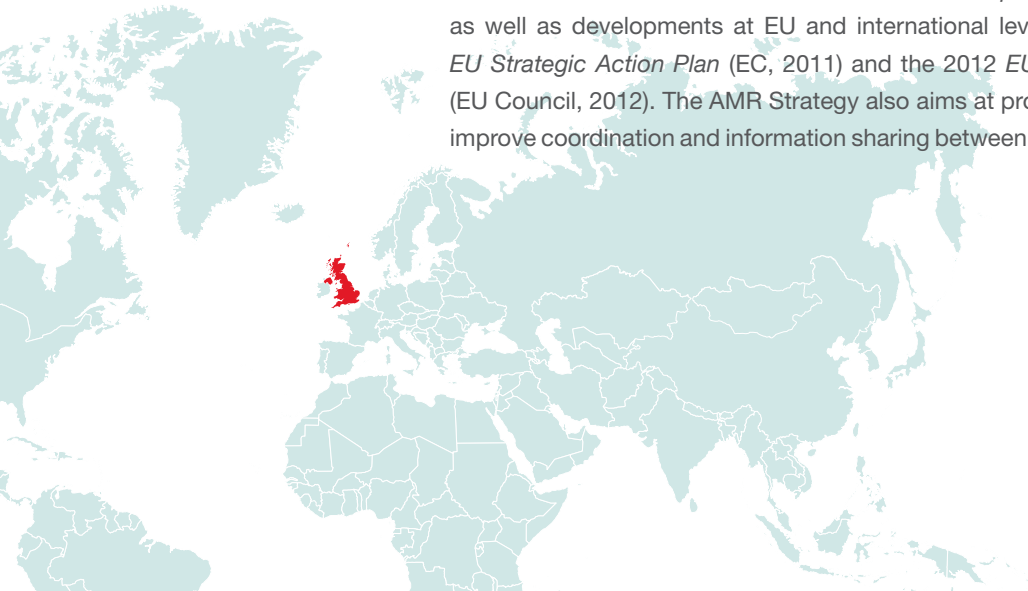 as well as developments at EU and international lev
EU Strategic Action Plan (EC, 2011) and the 2012 EU
(EU Council, 2012). The AMR Strategy also aims at pro
improve coordination and information sharing between